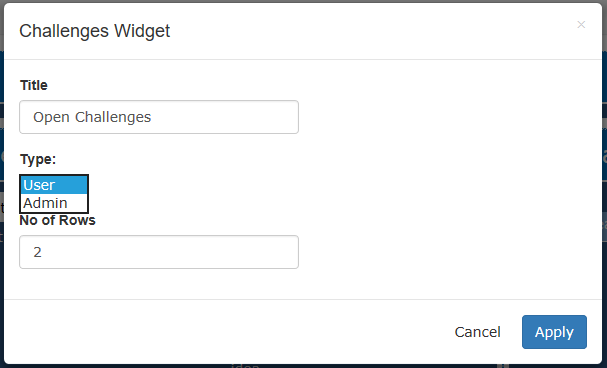 Challenges Widget
×
Title
Open Challenges
Type:
User
Admin
No of Rows
2
Cancel
Apply